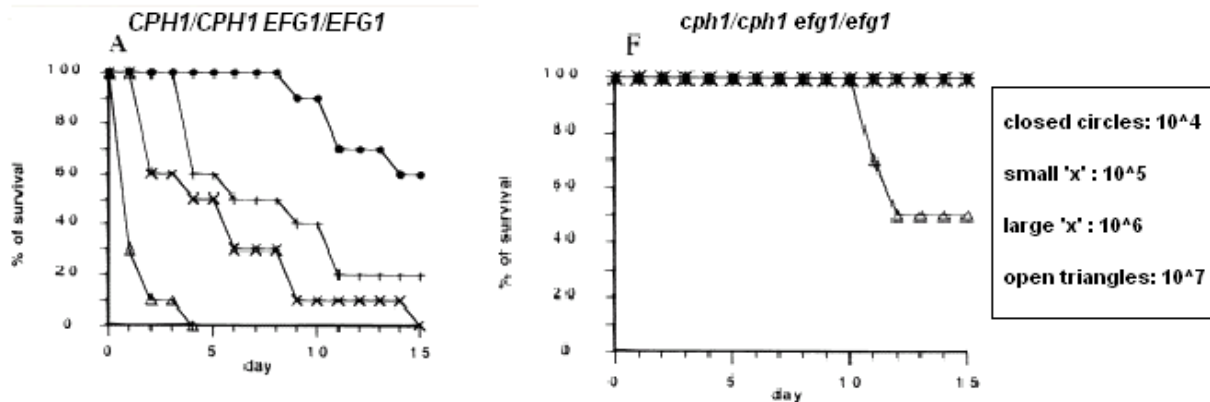 CPH1/CPH1 EFG1/EFG1
A
% of survival
100
80
60
40
20
0
0 5 10 15
day
cph1/cph1 efg1/efg1
F
% of survival
100
80
60
40
20
0
0 5 10 15
day
closed circles: 10^4
small 'x' : 10^5
large 'x' : 10^6
open triangles: 10^7